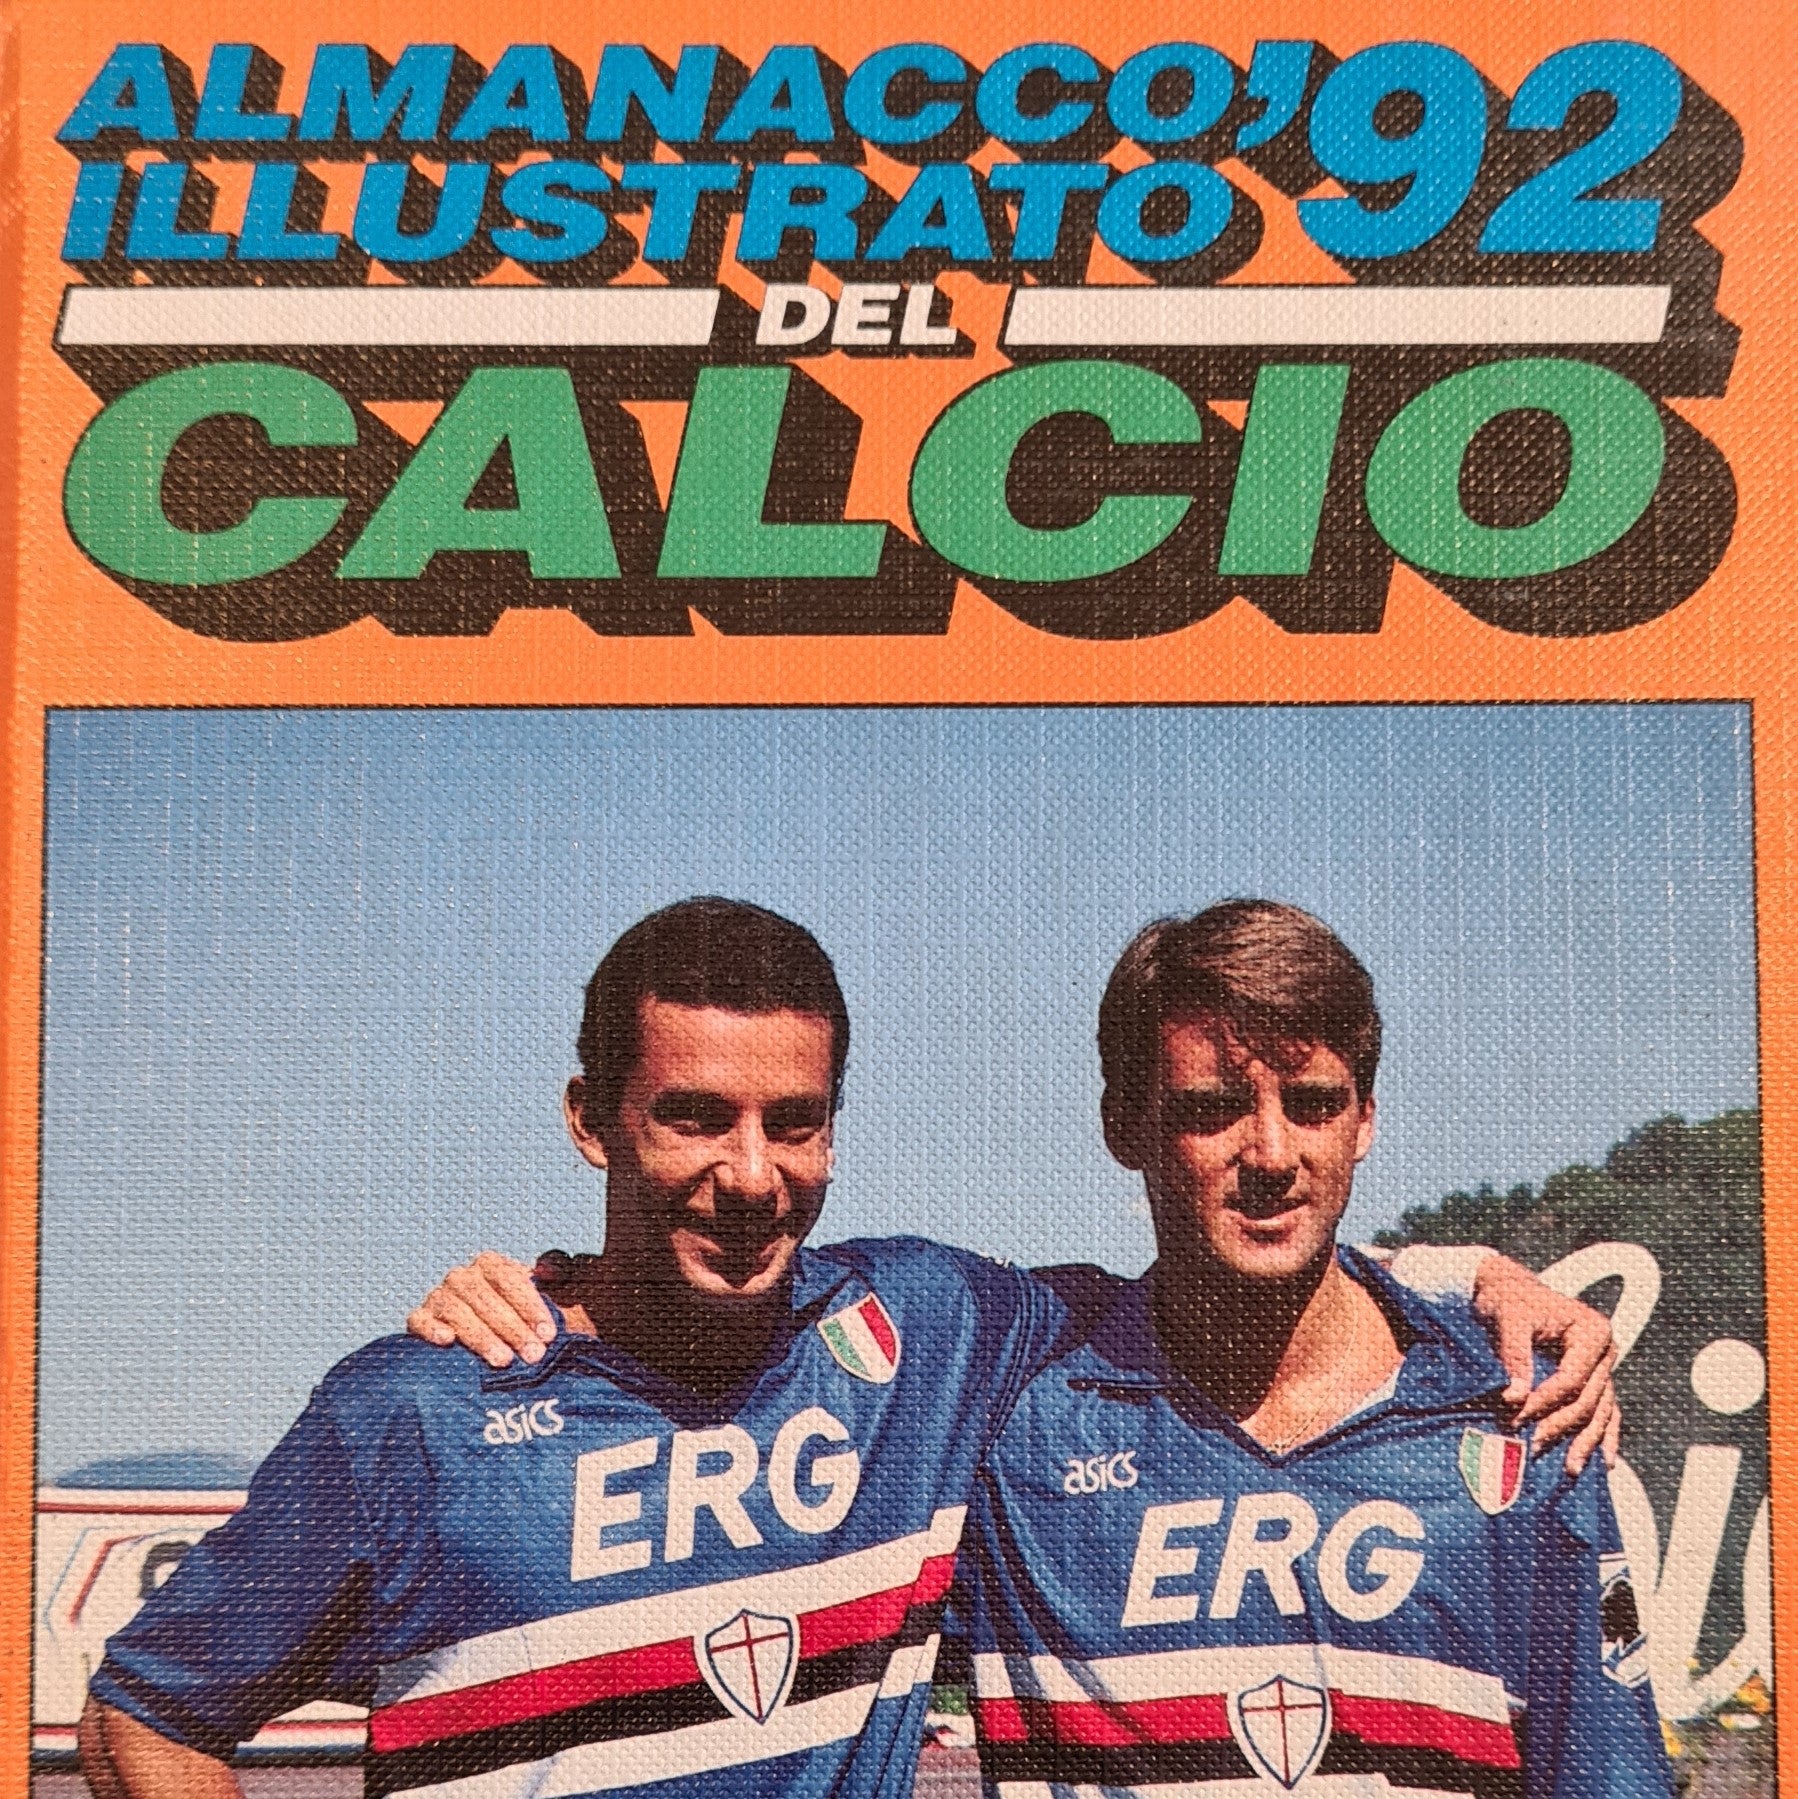 ALMANACCO '92
ILLUSTRATO
DEL
CALCIO
asics
ERG
asics
ERG